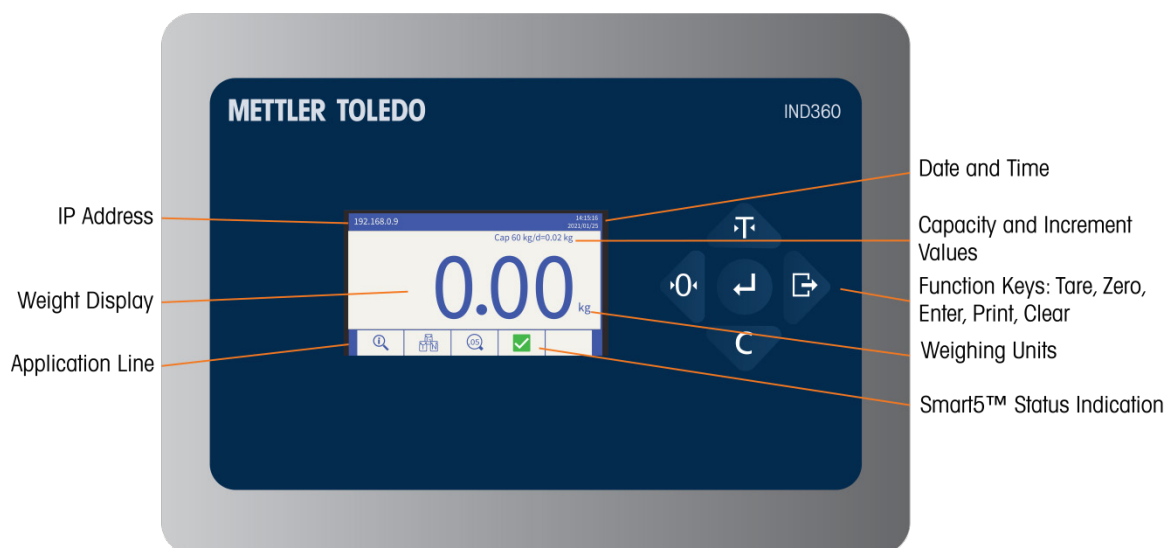 METTLER TOLEDO
IND360
IP Address
Weight Display
Application Line
192.168.0.9
14:15:16
2021/01/25
Cap 60 kg/d=0.02 kg
0.00
kg
T
0
C
Date and Time
Capacity and Increment
Values
Function Keys: Tare, Zero,
Enter, Print, Clear
Weighing Units
Smart5™ Status Indication